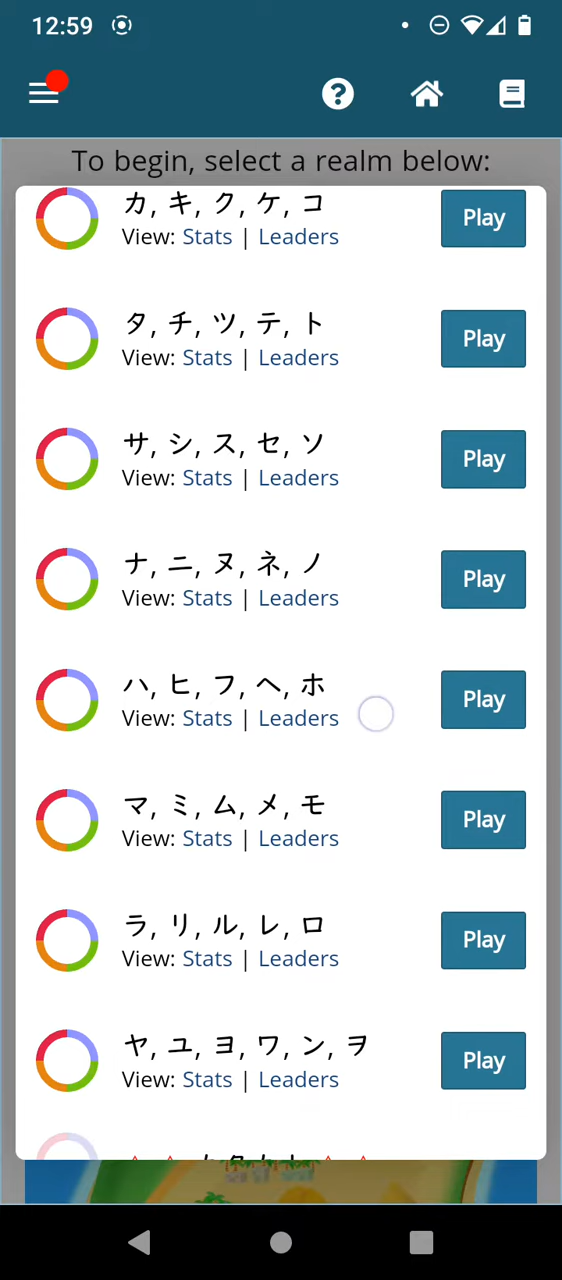 12:59
To begin, select a realm below:
カ, キ, ク, ケ, コ
View: Stats | Leaders
Play
タ, チ, ツ, テ, ト
View: Stats | Leaders
Play
サ, シ, ス, セ, ソ
View: Stats | Leaders
Play
ナ, ニ, ヌ, ネ, ノ
View: Stats | Leaders
Play
ハ, ヒ, フ, ヘ, ホ
View: Stats | Leaders
Play
マ, ミ, ム, メ, モ
View: Stats | Leaders
Play
ラ, リ, ル, レ, ロ
View: Stats | Leaders
Play
ヤ, ユ, ヨ, ワ, ン, ヲ
View: Stats | Leaders
Play